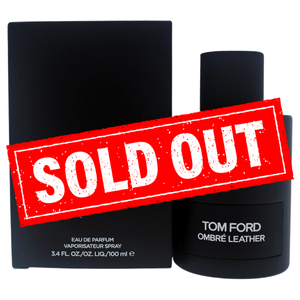 SOLD OUT
EAU DE PARFUM
VAPORISATEUR SPRAY
3.4 FL. OZ./OZ. LIQ./100 ml ℮
TOM FORD
OMBRÉ LEATHER